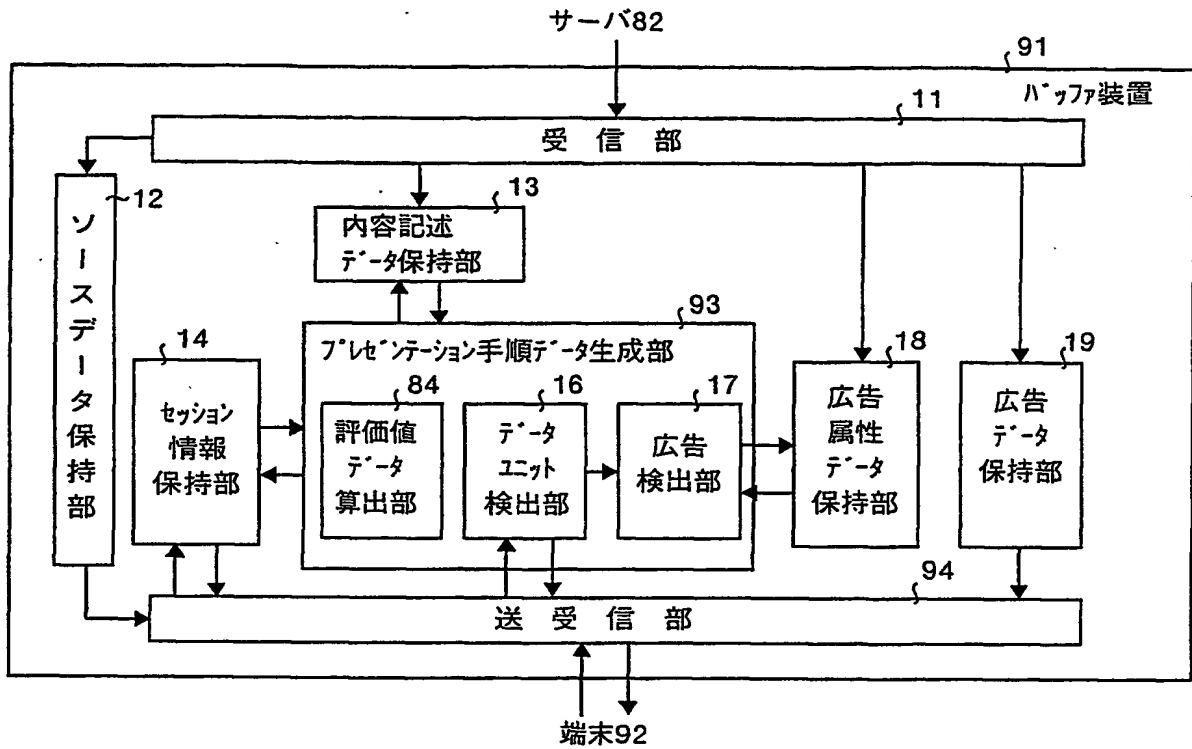 サーバ82
91
バッファ装置
11
受信部
12
ソースデータ保持部
13
内容記述
データ保持部
93
プレゼンテーション手順データ生成部
14
セッション
情報
保持部
84
評価値
データ
算出部
16
データ
ユニット
検出部
17
広告
検出部
18
広告
属性
データ
保持部
19
広告
データ
保持部
94
送受信部
端末92